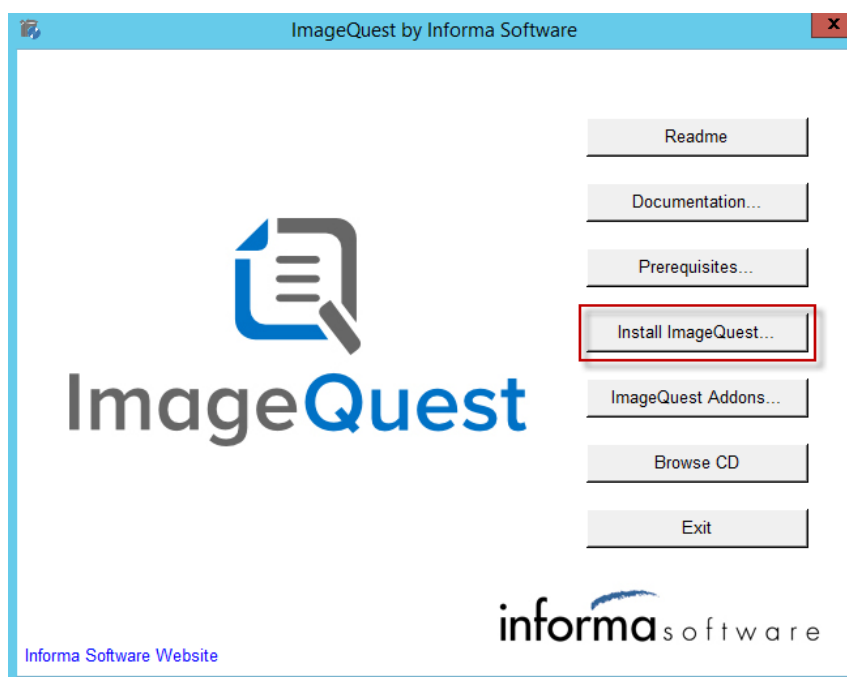 ImageQuest by Informa Software
x
Readme
Documentation...
Prerequisites...
Install ImageQuest...
ImageQuest Addons...
Browse CD
Exit
ImageQuest
informa software
Informa Software Website